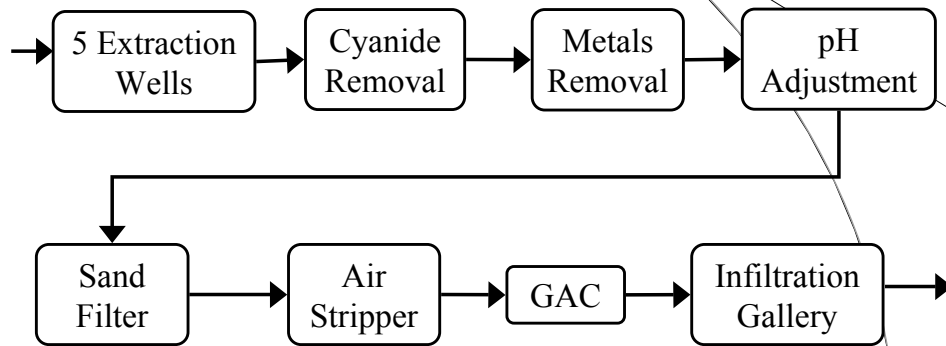 5 Extraction
Wells
Cyanide
Removal
Metals
Removal
pH
Adjustment
Sand
Filter
Air
Stripper
GAC
Infiltration
Gallery